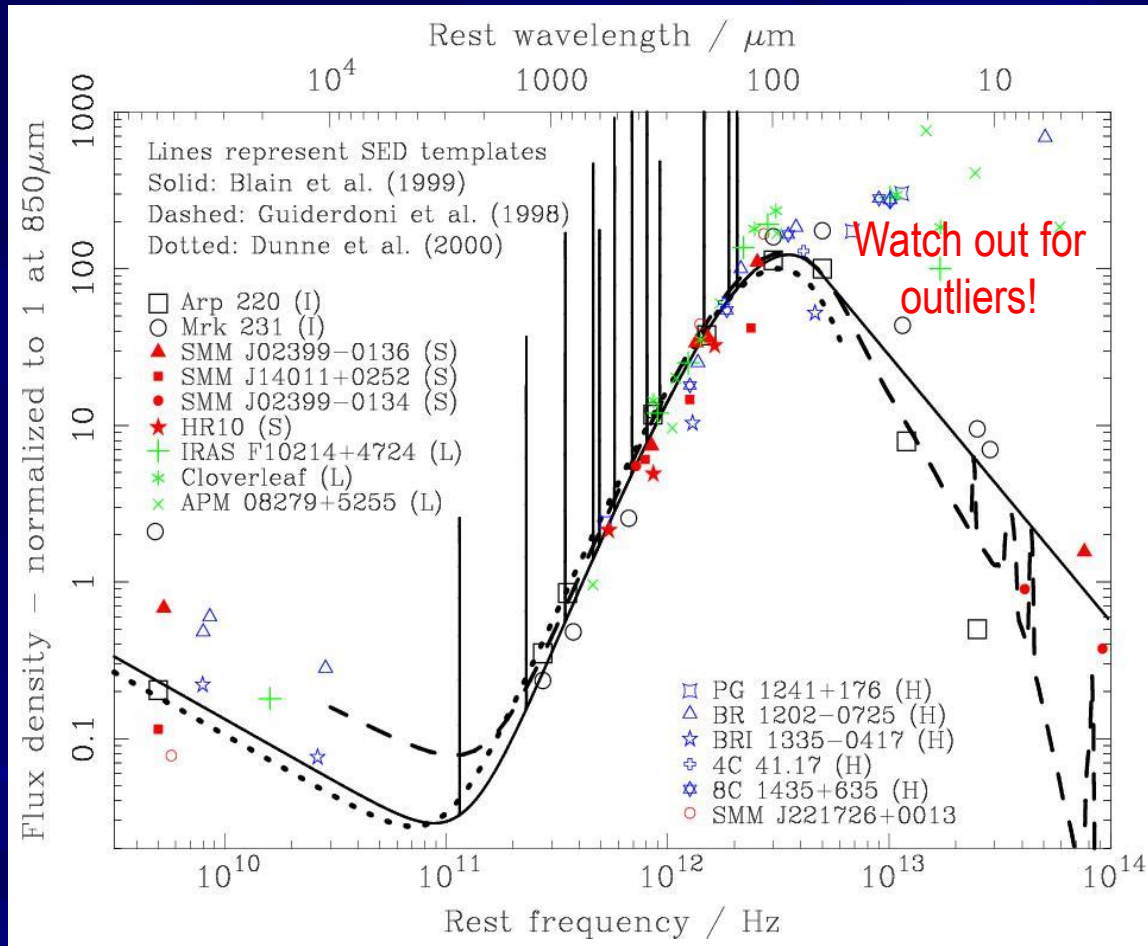 Rest wavelength / μm
10⁴ 1000 100 10
Flux density − normalized to 1 at 850μm
1000
100
10
1
0.1
Lines represent SED templates
Solid: Blain et al. (1999)
Dashed: Guiderdoni et al. (1998)
Dotted: Dunne et al. (2000)
Arp 220 (I)
Mrk 231 (I)
SMM J02399−0136 (S)
SMM J14011+0252 (S)
SMM J02399−0134 (S)
HR10 (S)
IRAS F10214+4724 (L)
Cloverleaf (L)
APM 08279+5255 (L)
Watch out for
outliers!
PG 1241+176 (H)
BR 1202−0725 (H)
BRI 1335−0417 (H)
4C 41.17 (H)
8C 1435+635 (H)
SMM J221726+0013
10¹⁰ 10¹¹ 10¹² 10¹³ 10¹⁴
Rest frequency / Hz